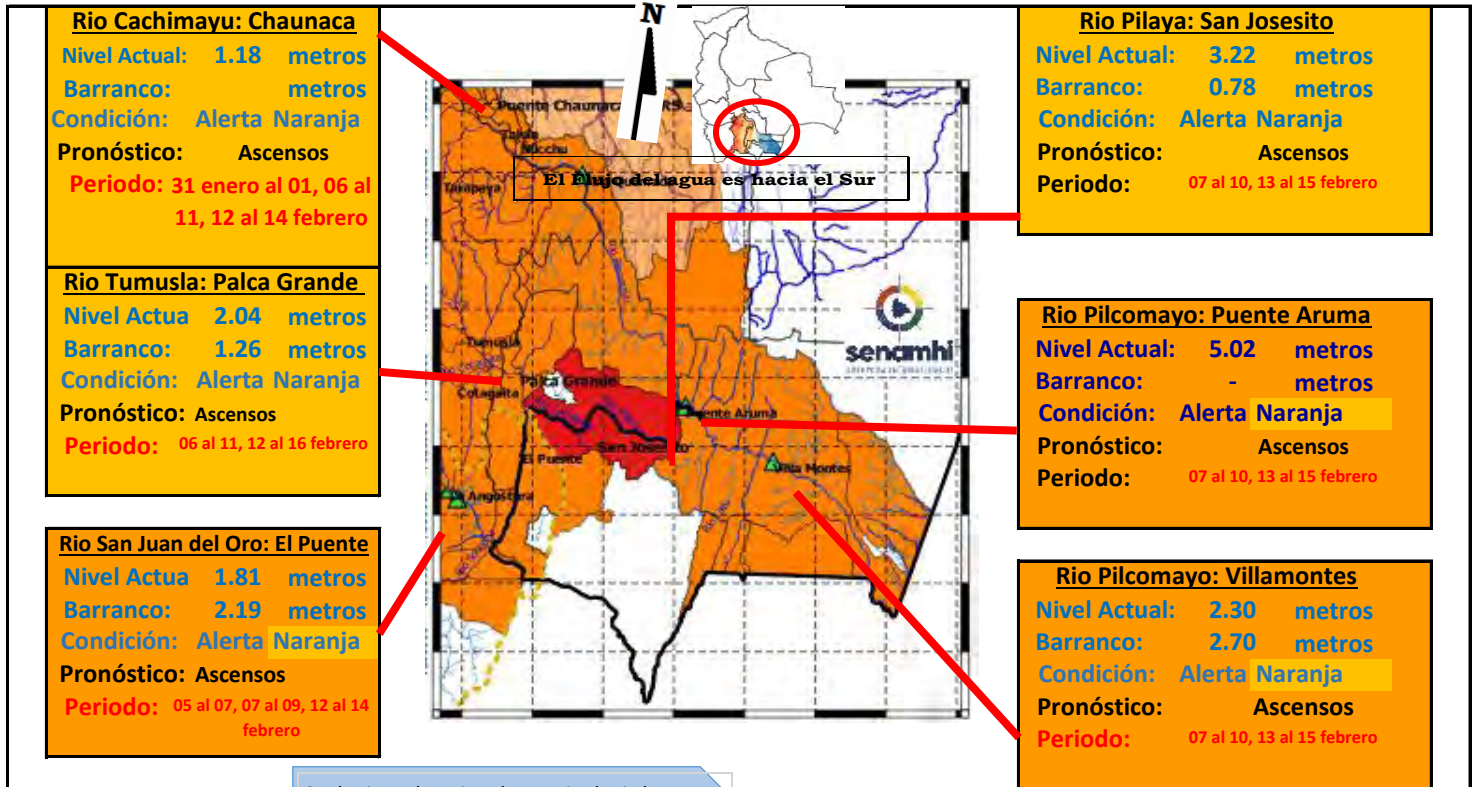 Rio Cachimayu: Chaunaca
Nivel Actual: 1.18 metros
Barranco: metros
Condición: Alerta Naranja
Pronóstico: Ascensos
Periodo: 31 enero al 01, 06 al
11, 12 al 14 febrero
Rio Tumusla: Palca Grande
Nivel Actua 2.04 metros
Barranco: 1.26 metros
Condición: Alerta Naranja
Pronóstico: Ascensos
Periodo: 06 al 11, 12 al 16 febrero
Rio San Juan del Oro: El Puente
Nivel Actua 1.81 metros
Barranco: 2.19 metros
Condición: Alerta Naranja
Pronóstico: Ascensos
Periodo: 05 al 07, 07 al 09, 12 al 14
febrero
N
Puente Chaunaca
Talula
Nucchu
Tarapaya
El Flujo del agua es hacia el Sur
senamhi
Tumusla
Palca Grande
Cotagaita
Puente Aruma
San Josesito
El Puente
Villa Montes
Angostura
Rio Pilaya: San Josesito
Nivel Actual: 3.22 metros
Barranco: 0.78 metros
Condición: Alerta Naranja
Pronóstico: Ascensos
Periodo: 07 al 10, 13 al 15 febrero
Rio Pilcomayo: Puente Aruma
Nivel Actual: 5.02 metros
Barranco: - metros
Condición: Alerta Naranja
Pronóstico: Ascensos
Periodo: 07 al 10, 13 al 15 febrero
Rio Pilcomayo: Villamontes
Nivel Actual: 2.30 metros
Barranco: 2.70 metros
Condición: Alerta Naranja
Pronóstico: Ascensos
Periodo: 07 al 10, 13 al 15 febrero